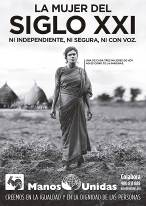 LA MUJER DEL
SIGLO XXI
NI INDEPENDIENTE, NI SEGURA, NI CON VOZ.
Manos Unidas
Colabora
CREEMOS EN LA IGUALDAD Y EN LA DIGNIDAD DE LAS PERSONAS